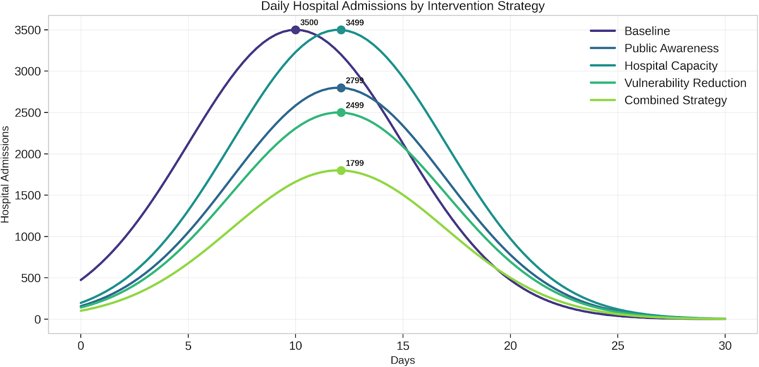 Daily Hospital Admissions by Intervention Strategy
3500
3499
2799
2499
1799
Baseline
Public Awareness
Hospital Capacity
Vulnerability Reduction
Combined Strategy
Hospital Admissions
3500
3000
2500
2000
1500
1000
500
0
0 5 10 15 20 25 30
Days